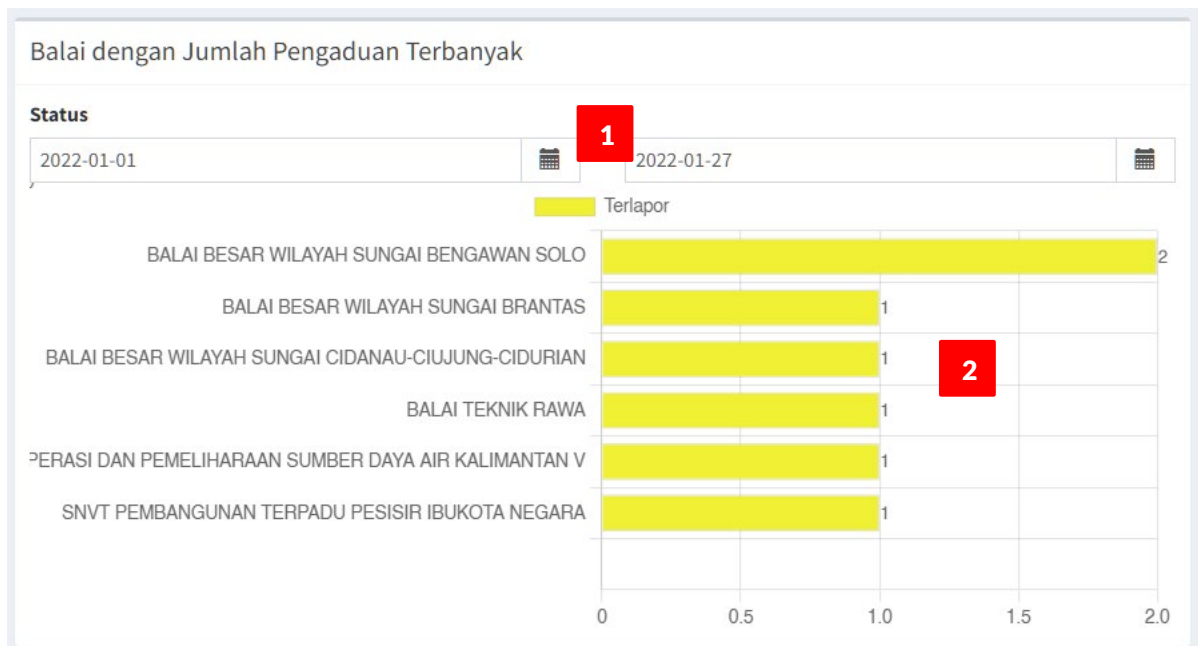 Balai dengan Jumlah Pengaduan Terbanyak
Status
1
2022-01-01
2022-01-27
Terlapor
BALAI BESAR WILAYAH SUNGAI BENGAWAN SOLO 2
BALAI BESAR WILAYAH SUNGAI BRANTAS 1
BALAI BESAR WILAYAH SUNGAI CIDANAU-CIUJUNG-CIDURIAN 1
2
BALAI TEKNIK RAWA 1
PERASI DAN PEMELIHARAAN SUMBER DAYA AIR KALIMANTAN V 1
SNVT PEMBANGUNAN TERPADU PESISIR IBUKOTA NEGARA 1
0 0.5 1.0 1.5 2.0